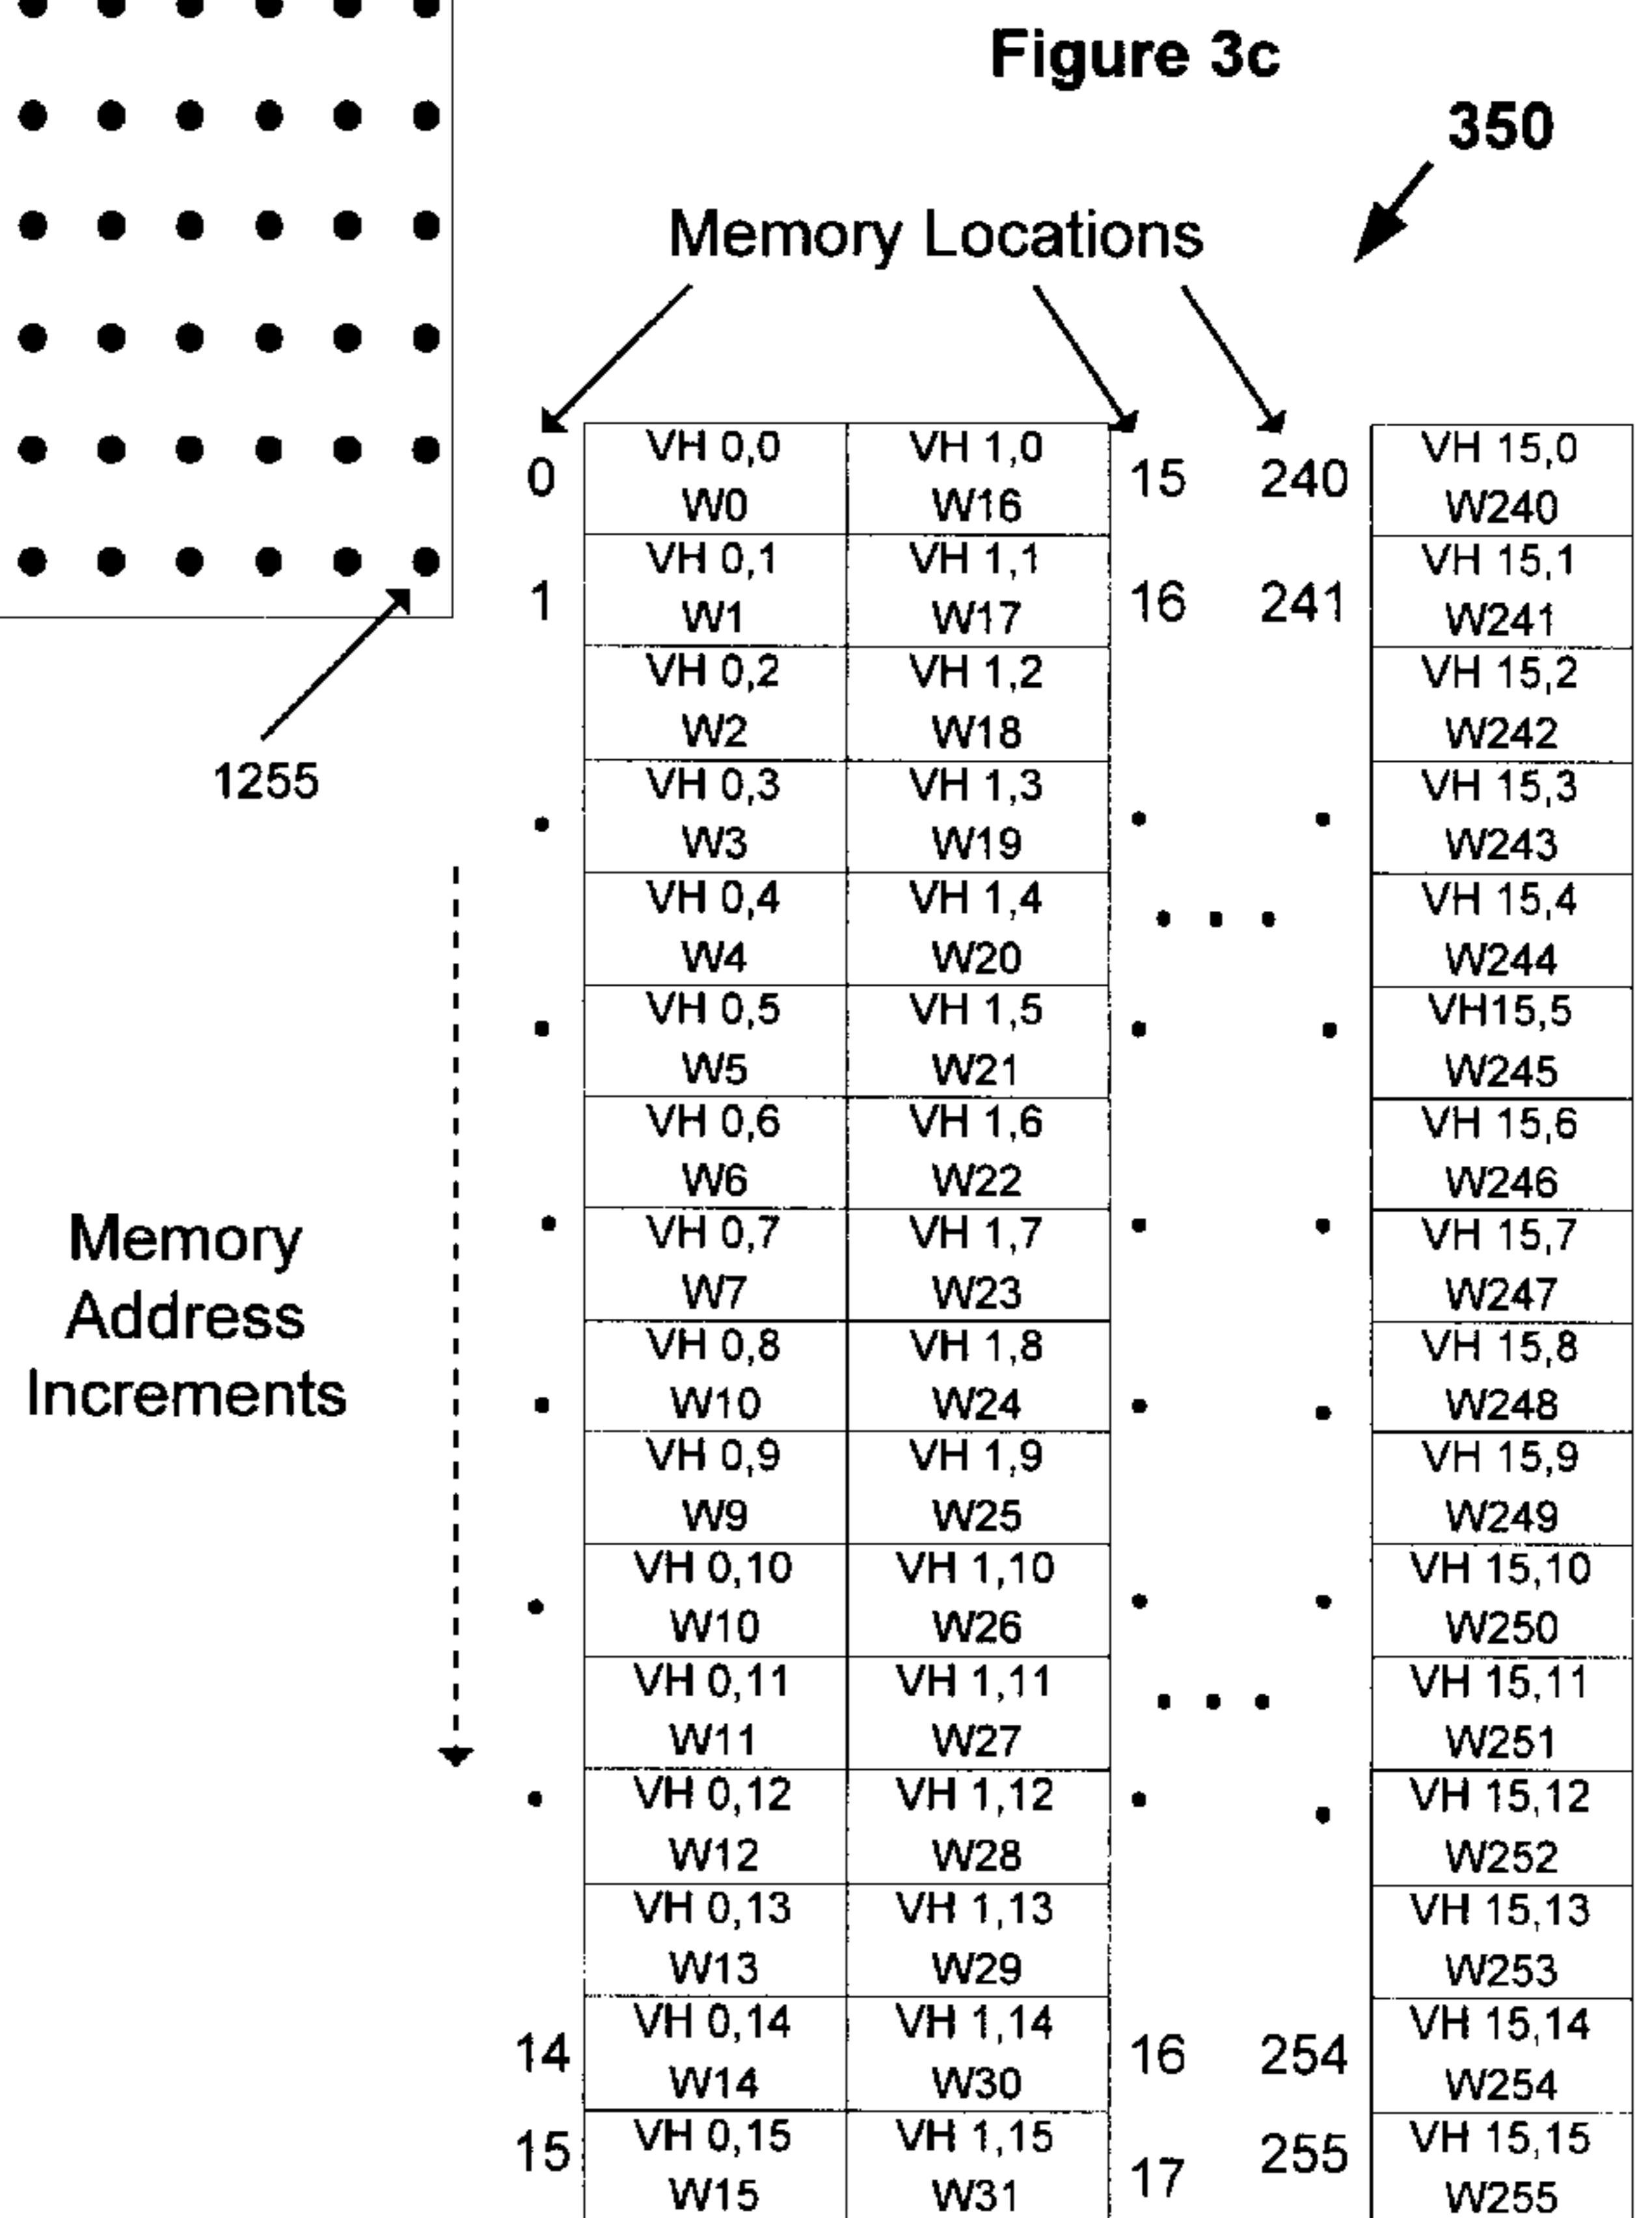 Figure 3c
350
Memory Locations
0 VH 0,0 VH 1,0 15 240 VH 15,0
W0 W16 W240
1 VH 0,1 VH 1,1 16 241 VH 15,1
W1 W17 W241
VH 0,2 VH 1,2 VH 15,2
W2 W18 W242
1255
VH 0,3 VH 1,3 VH 15,3
W3 W19 W243
VH 0,4 VH 1,4 VH 15,4
W4 W20 W244
VH 0,5 VH 1,5 VH15,5
W5 W21 W245
VH 0,6 VH 1,6 VH 15,6
W6 W22 W246
Memory
Address
Increments
VH 0,7 VH 1,7 VH 15,7
W7 W23 W247
VH 0,8 VH 1,8 VH 15,8
W10 W24 W248
VH 0,9 VH 1,9 VH 15,9
W9 W25 W249
VH 0,10 VH 1,10 VH 15,10
W10 W26 W250
VH 0,11 VH 1,11 VH 15,11
W11 W27 W251
VH 0,12 VH 1,12 VH 15,12
W12 W28 W252
VH 0,13 VH 1,13 VH 15,13
W13 W29 W253
14 VH 0,14 VH 1,14 16 254 VH 15,14
W14 W30 W254
15 VH 0,15 VH 1,15 17 255 VH 15,15
W15 W31 W255